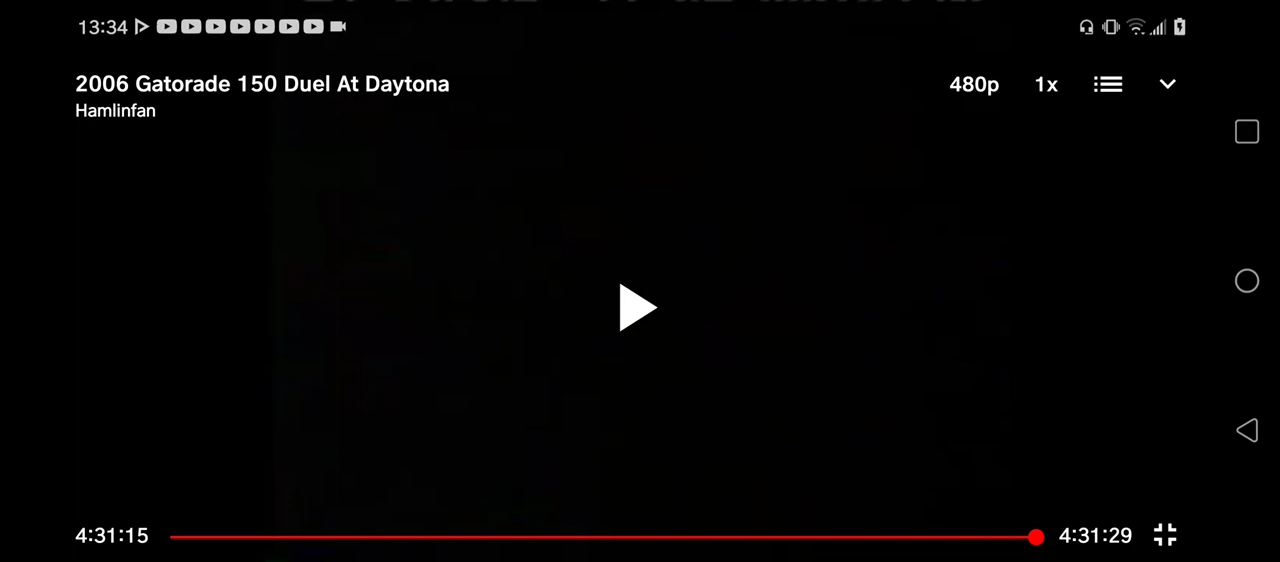 13:34
2006 Gatorade 150 Duel At Daytona
Hamlinfan
480p 1x
4:31:15 4:31:29